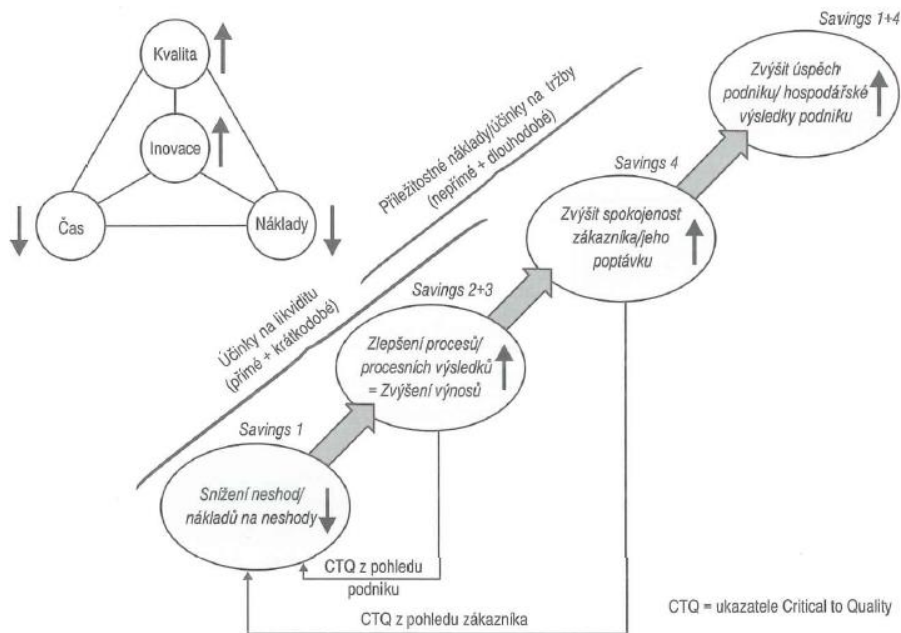 Kvalita
Inovace
Čas
Náklady
Savings 1+4
Zvýšit úspěch
podniku/ hospodářské
výsledky podniku
Příležitostné náklady/účinky na tržby
(nepřímé + dlouhodobé)
Savings 4
Zvýšit spokojenost
zákazníka/jeho
poptávku
Účinky na likviditu
(přímé + krátkodobé)
Savings 2+3
Zlepšení procesů/
procesních výsledků
= Zvýšení výnosů
Savings 1
Snížení neshod/
nákladů na neshody
CTQ z pohledu
podniku
CTQ z pohledu zákazníka
CTQ = ukazatele Critical to Quality